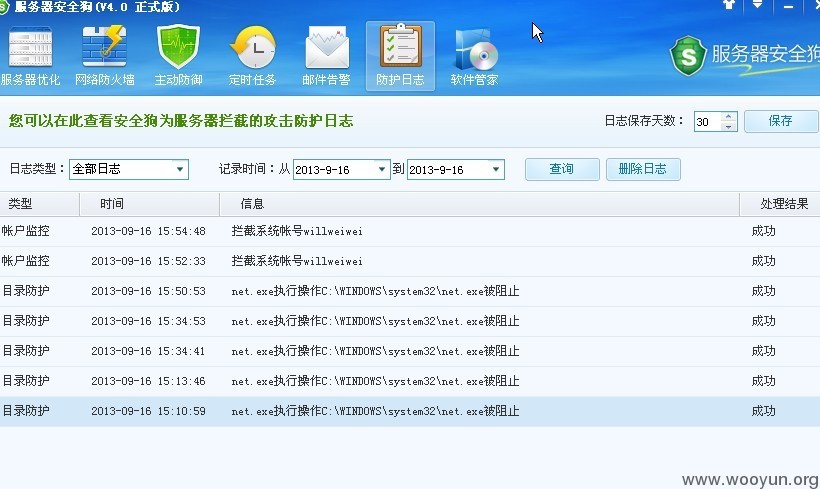 服务器安全狗(V4.0 正式版)
服务器优化 网络防火墙 主动防御 定时任务 邮件告警 防护日志 软件管家
服务器安全狗
您可以在此查看安全狗为服务器拦截的攻击防护日志 日志保存天数： 30 保存
日志类型： 全部日志 记录时间：从 2013-9-16 到 2013-9-16 查询 删除日志
类型 时间 信息 处理结果
帐户监控 2013-09-16 15:54:48 拦截系统帐号willweiwei 成功
帐户监控 2013-09-16 15:52:33 拦截系统帐号willweiwei 成功
目录防护 2013-09-16 15:50:53 net.exe执行操作C:\WINDOWS\system32\net.exe被阻止 成功
目录防护 2013-09-16 15:34:53 net.exe执行操作C:\WINDOWS\system32\net.exe被阻止 成功
目录防护 2013-09-16 15:34:41 net.exe执行操作C:\WINDOWS\system32\net.exe被阻止 成功
目录防护 2013-09-16 15:13:46 net.exe执行操作C:\WINDOWS\system32\net.exe被阻止 成功
目录防护 2013-09-16 15:10:59 net.exe执行操作C:\WINDOWS\system32\net.exe被阻止 成功
www.wooyun.org